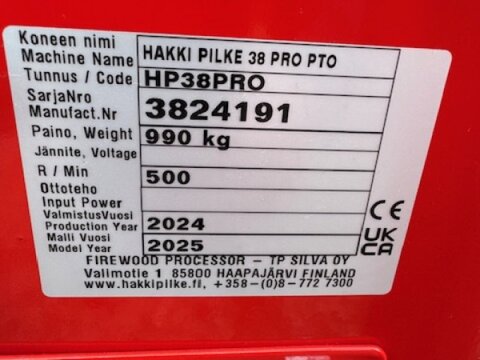 Koneen nimi
Machine Name HAKKI PILKE 38 PRO PTO
Tunnus / Code HP38PRO
SarjaNro
Manufact.Nr 3824191
Paino, Weight 990 kg
Jännite, Voltage
R / Min 500
Ottoteho
Input Power
ValmistusVuosi
Production Year 2024
Malli Vuosi
Model Year 2025
CE
UK
CA
FIREWOOD PROCESSOR - TP SILVA OY
Valimotie 1 85800 HAAPAJÄRVI FINLAND
www.hakkipilke.fi, +358-(0)8-772 7300